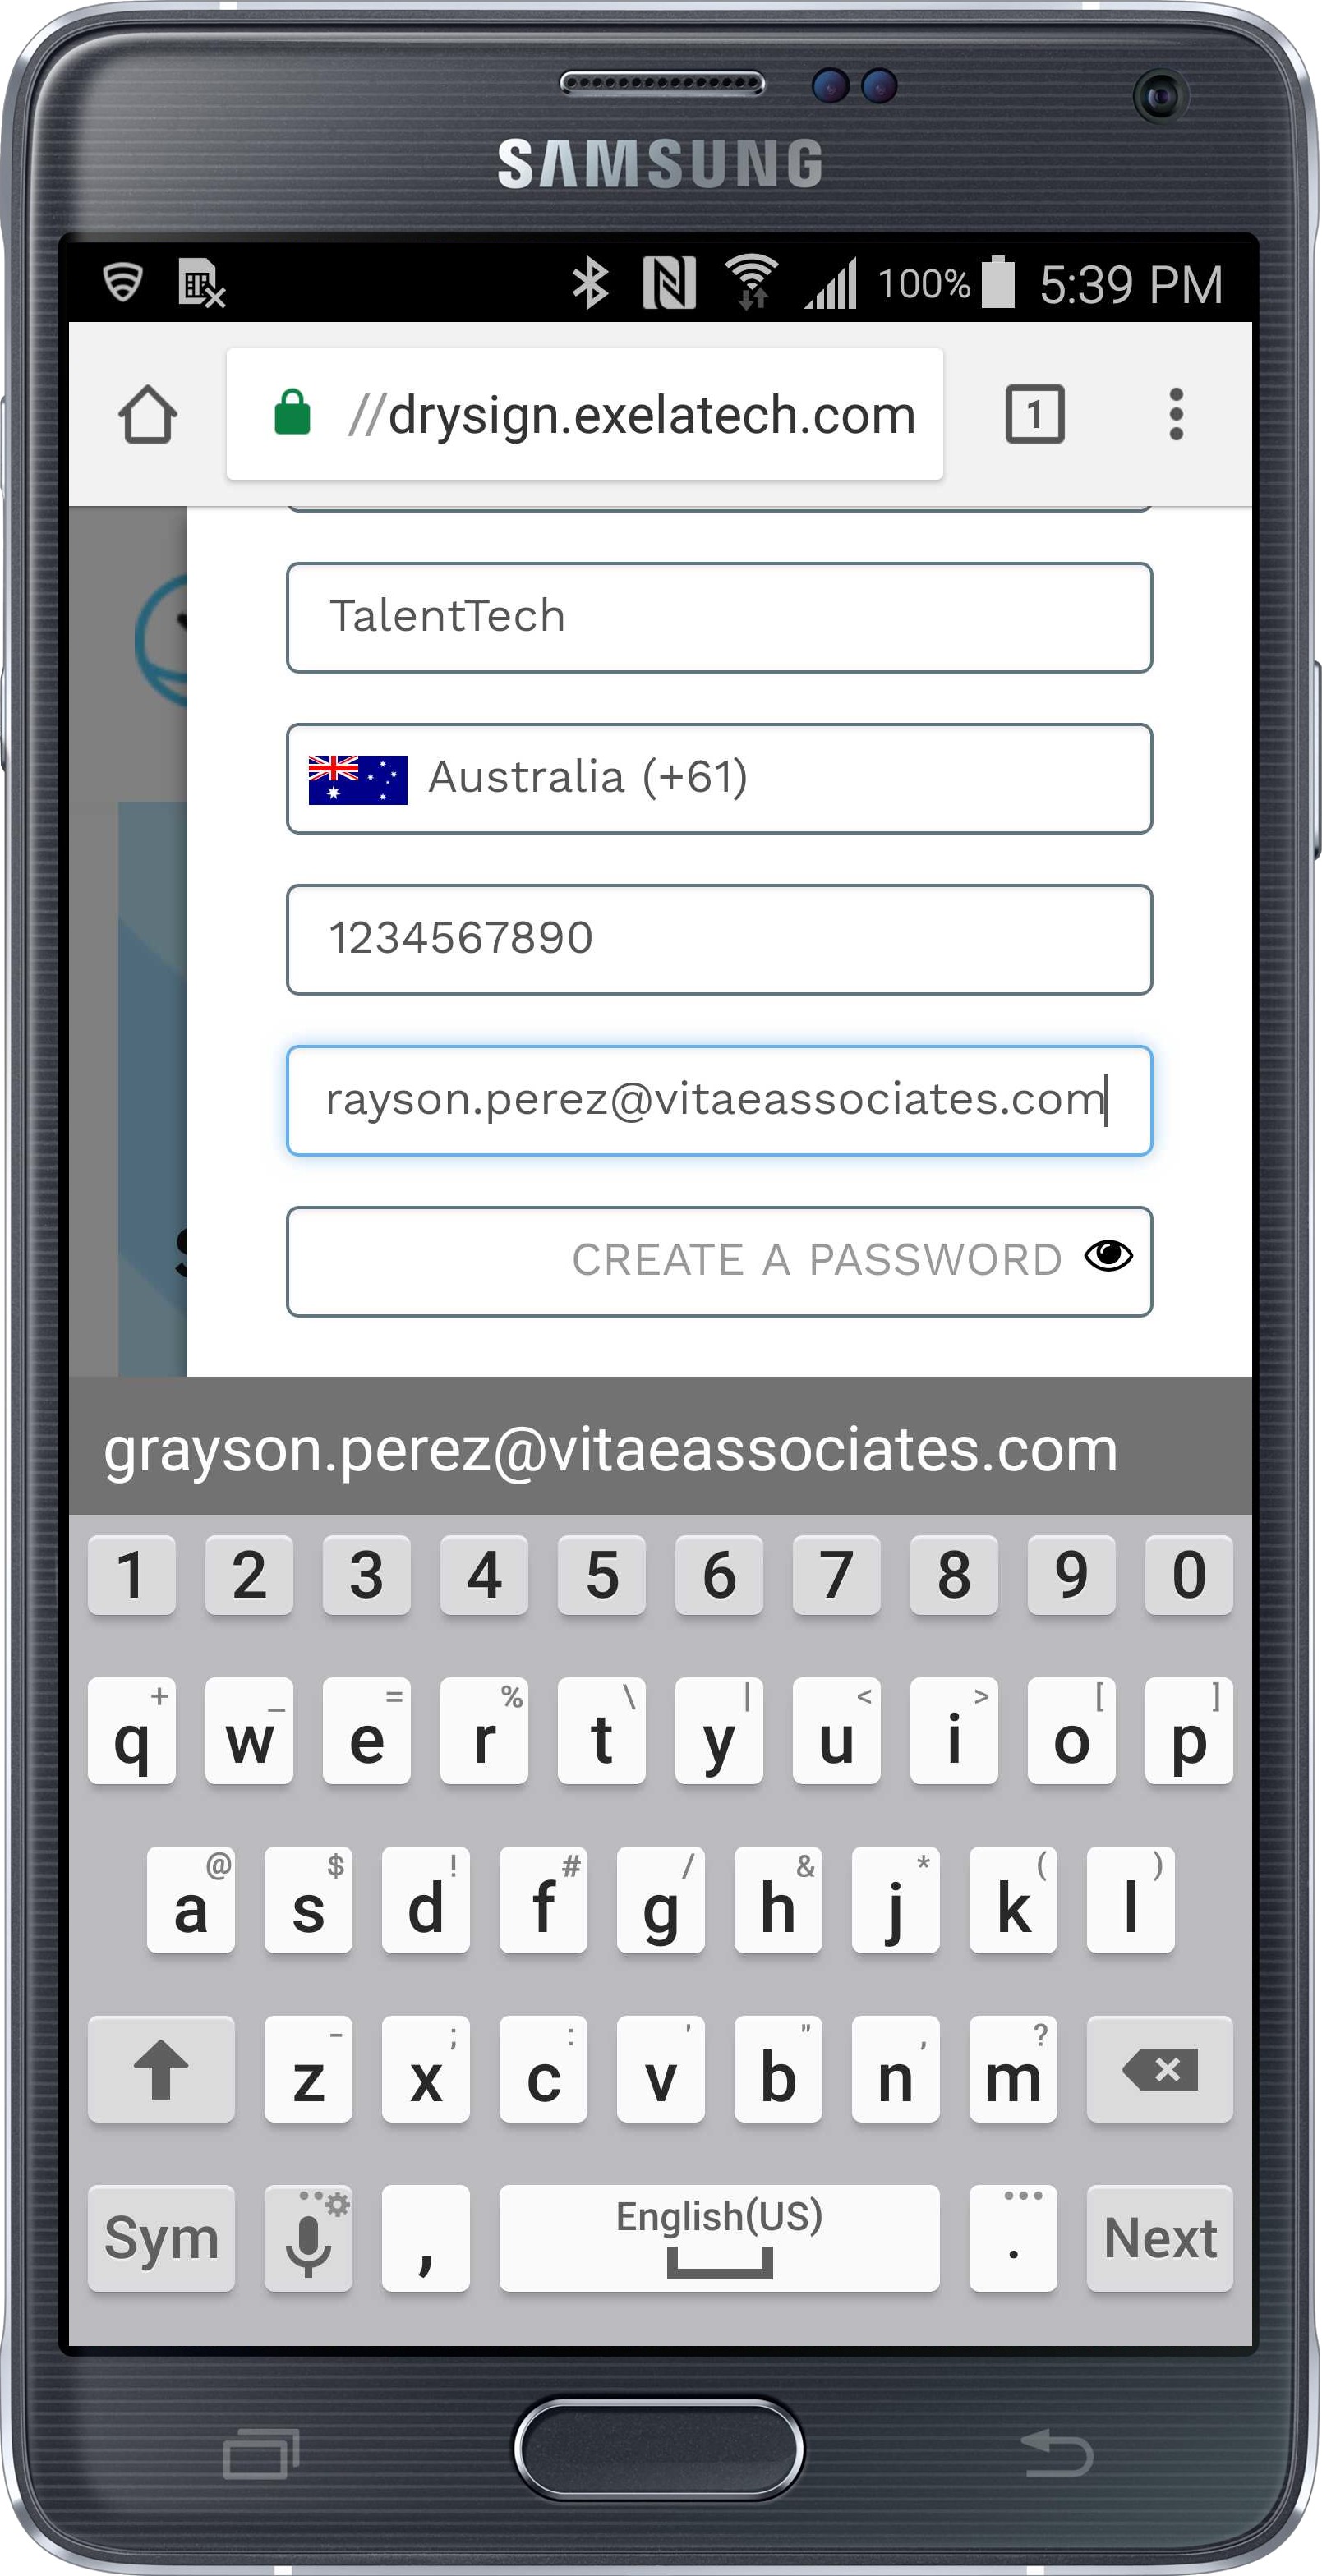 SAMSUNG
100% 5:39 PM
//drysign.exelatech.com
1
TalentTech
Australia (+61)
1234567890
rayson.perez@vitaeassociates.com
CREATE A PASSWORD
grayson.perez@vitaeassociates.com
1 2 3 4 5 6 7 8 9 0
+ _ = % \ | < > [ ]
q w e r t y u i o p
@ $ ! # / & * ( )
a s d f g h j k l
- ; : ' " , ?
z x c v b n m
Sym , English(US) . Next